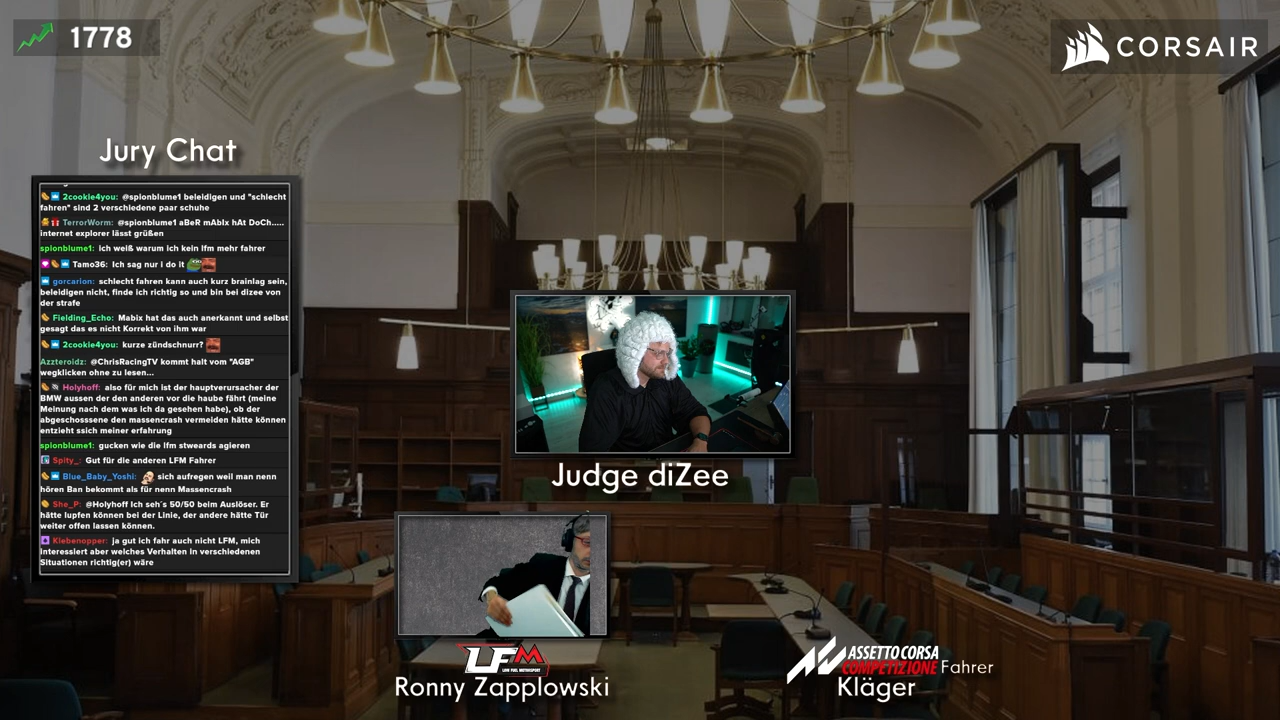 1778
CORSAIR
Jury Chat
2cookie4you: @spionblume1 beleidigen und "schlecht
fahren" sind 2 verschiedene paar schuhe
TerrorWorm: @spionblume1 aBeR mAbIx hAt DoCh.....
internet explorer lässt grüßen
spionblume1: ich weiß warum ich kein lfm mehr fahrer
Tamo36: Ich sag nur i do it
gorcarion: schlecht fahren kann auch kurz brainlag sein,
beleidigen nicht, finde ich richtig so und bin bei dizee von
der strafe
Fielding_Echo: Mabix hat das auch anerkannt und selbst
gesagt das es nicht Korrekt von ihm war
2cookie4you: kurze zündschnurr?
Azzteroidz: @ChrisRacingTV kommt halt vom "AGB"
wegklicken ohne zu lesen...
Holyhoff: also für mich ist der hauptverursacher der
BMW aussen der den anderen vor die haube fährt (meine
Meinung nach dem was ich da gesehen habe), ob der
abgeschosssene den massencrash vermeiden hätte können
entzieht ssich meiner erfahrung
spionblume1: gucken wie die lfm stweards agieren
Spity_: Gut für die anderen LFM Fahrer
Blue_Baby_Yoshi: sich aufregen weil man nenn
hören Ban bekommt als für nenn Massencrash
She_P: @Holyhoff Ich seh's 50/50 beim Auslöser. Er
hätte lupfen können bei der Linie, der andere hätte Tür
weiter offen lassen können.
Klebenopper: ja gut ich fahr auch nicht LFM, mich
interessiert aber welches Verhalten in verschiedenen
Situationen richtig(er) wäre
Judge diZee
LFM
LOW FUEL MOTORSPORT
Ronny Zapplowski
ASSETTO CORSA
COMPETIZIONE Fahrer
Kläger